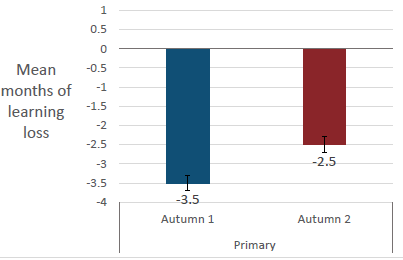 Mean
months of
learning
loss
1
0.5
0
-0.5
-1
-1.5
-2
-2.5
-3
-3.5
-4
-3.5
-2.5
Autumn 1
Autumn 2
Primary